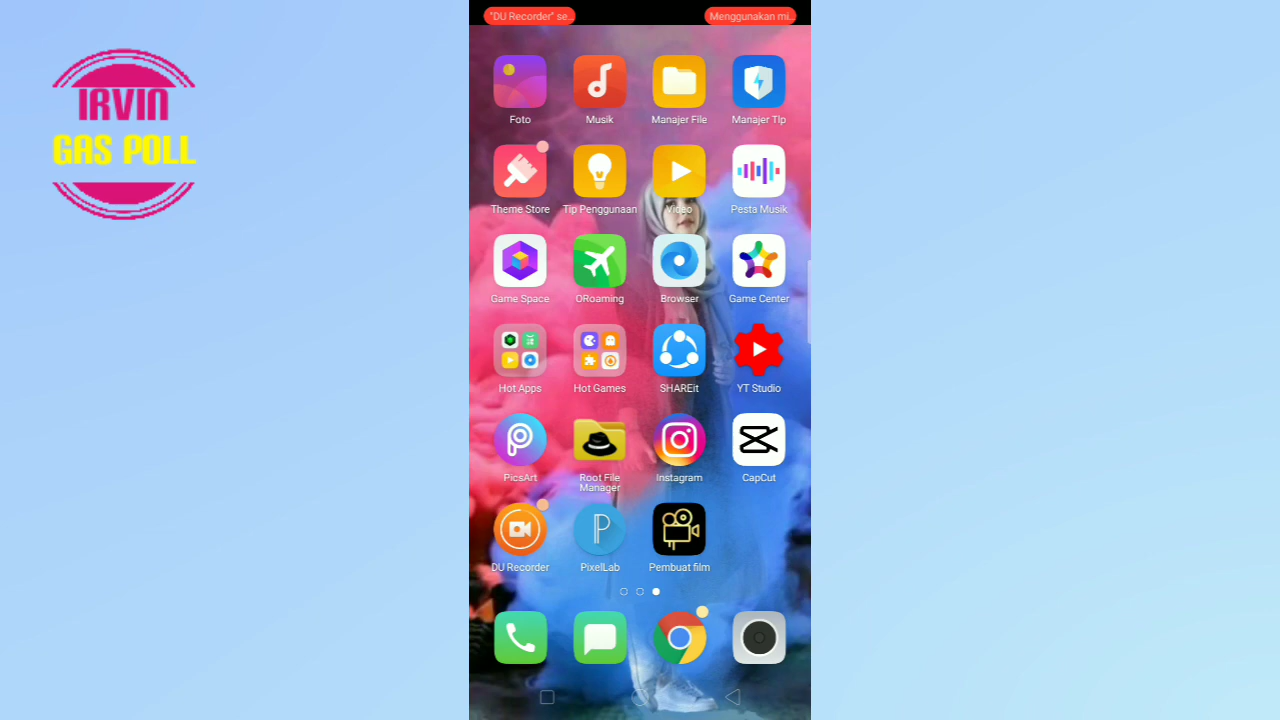 "DU Recorder" se..
Menggunakan mi..
IRVIN
GAS POLL
Foto
Musik
Manajer File
Manajer Tlp
Theme Store
Tip Penggunaan
Video
Pesta Musik
Game Space
ORoaming
Browser
Game Center
Hot Apps
Hot Games
SHAREit
YT Studio
PicsArt
Root File
Manager
Instagram
CapCut
DU Recorder
PixelLab
Pembuat film